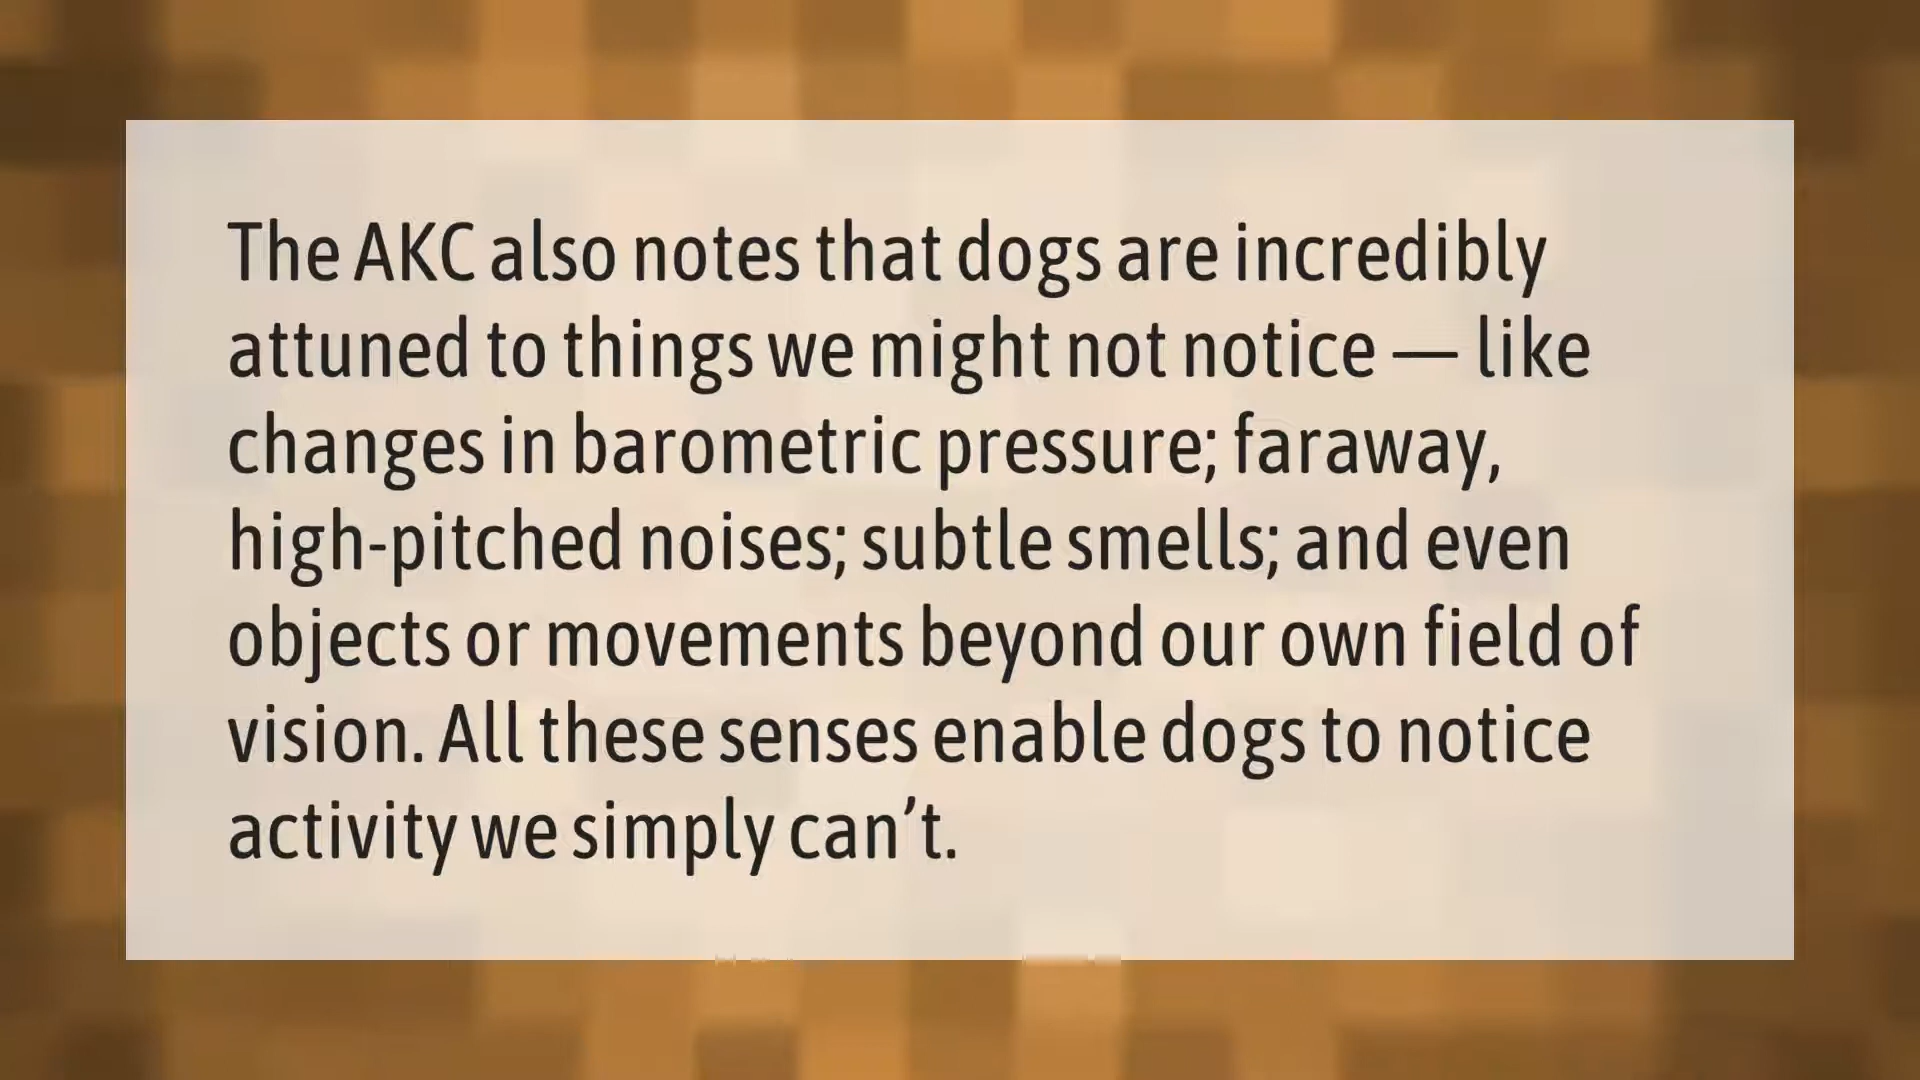 The AKC also notes that dogs are incredibly
attuned to things we might not notice — like
changes in barometric pressure; faraway,
high-pitched noises; subtle smells; and even
objects or movements beyond our own field of
vision. All these senses enable dogs to notice
activity we simply can’t.